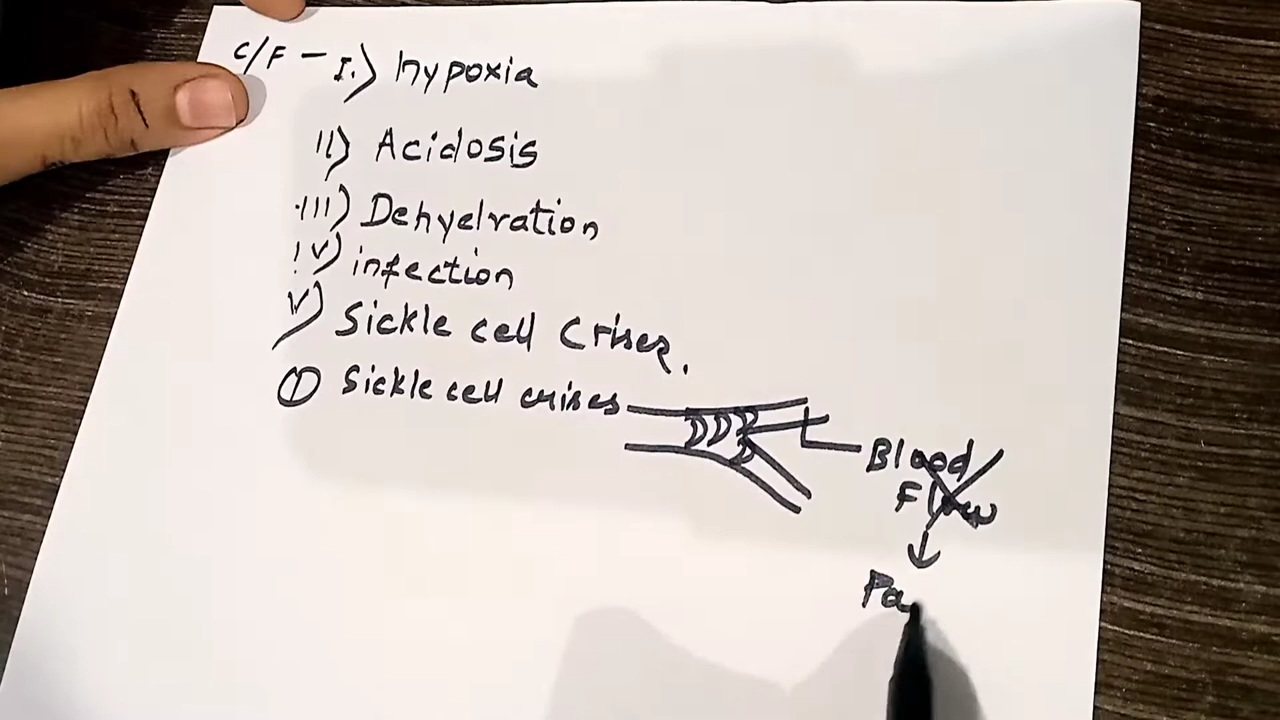 C/F - I.) hypoxia
II) Acidosis
III) Dehyelration
IV) infection
V) Sickle cell Crises.
① Sickle cell crises
Blood
Flow
Pa